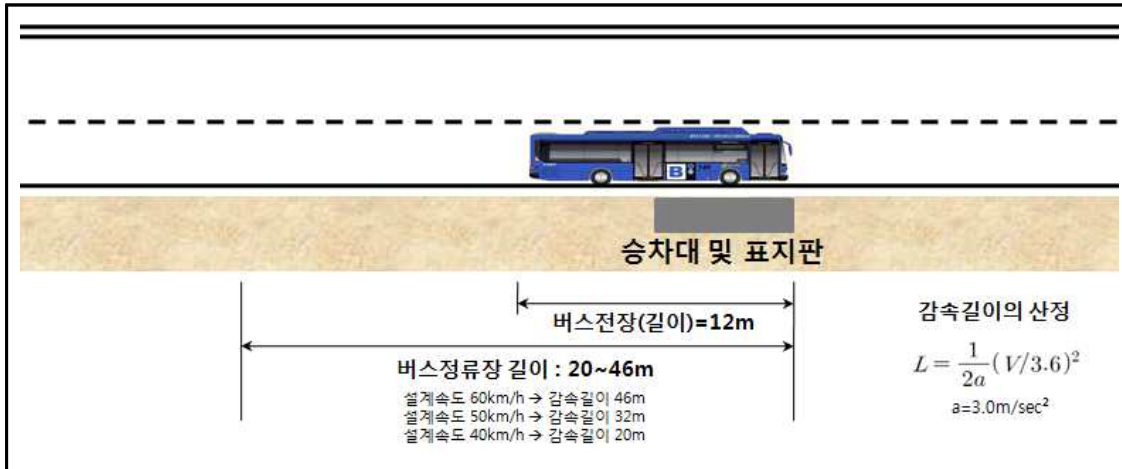 B
승차대 및 표지판
버스전장(길이)=12m
버스정류장 길이 : 20~46m
설계속도 60km/h → 감속길이 46m
설계속도 50km/h → 감속길이 32m
설계속도 40km/h → 감속길이 20m
감속길이의 산정
L = \frac{1}{2a}(V/3.6)^2
a=3.0m/sec²